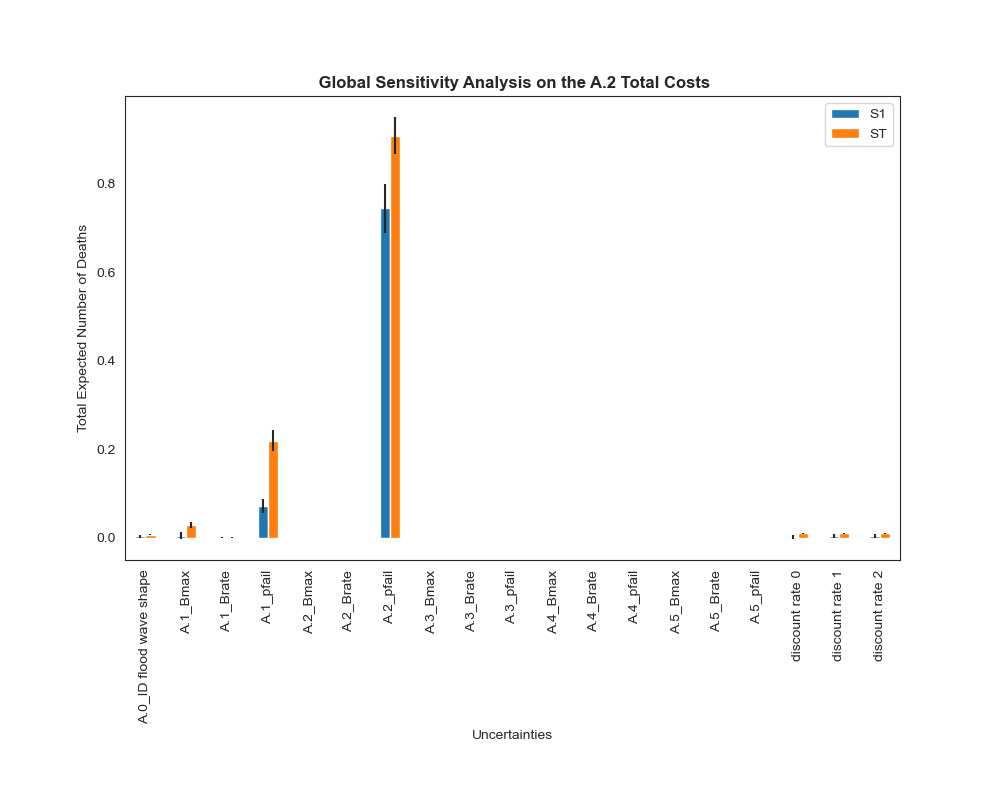 Global Sensitivity Analysis on the A.2 Total Costs
S1
ST
Total Expected Number of Deaths
0.8
0.6
0.4
0.2
0.0
A.0_ID flood wave shape
A.1_Bmax
A.1_Brate
A.1_pfail
A.2_Bmax
A.2_Brate
A.2_pfail
A.3_Bmax
A.3_Brate
A.3_pfail
A.4_Bmax
A.4_Brate
A.4_pfail
A.5_Bmax
A.5_Brate
A.5_pfail
discount rate 0
discount rate 1
discount rate 2
Uncertainties